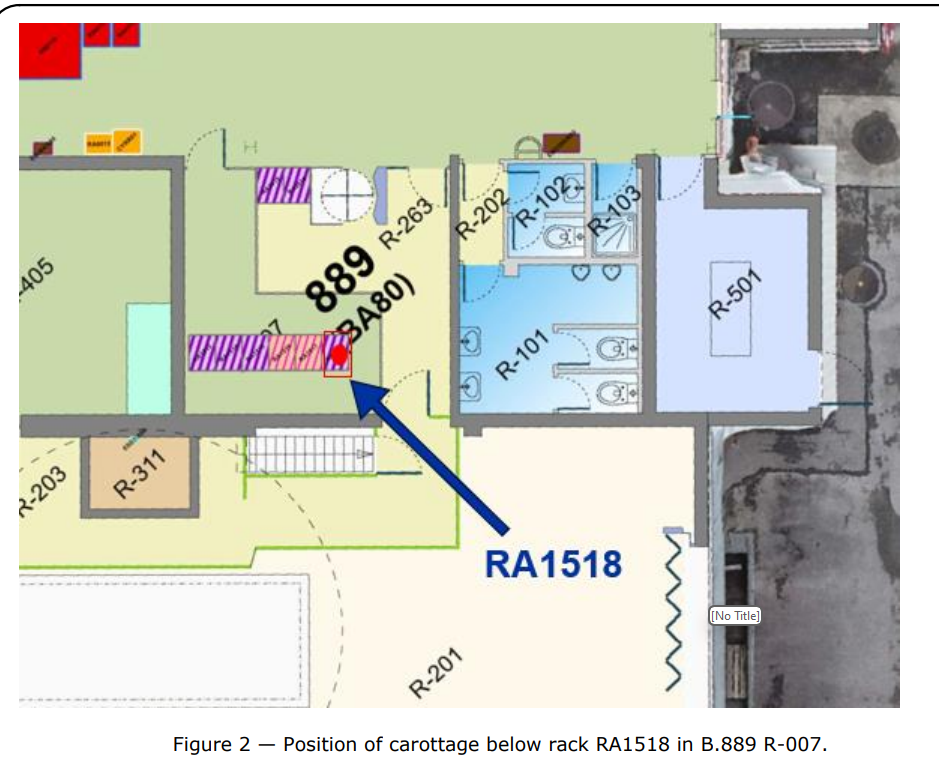 R-102
R-103
R-202
R-263
889
(BA80)
R-501
R-101
R-311
R-203
RA1518
[No Title]
R-201
Figure 2 — Position of carottage below rack RA1518 in B.889 R-007.